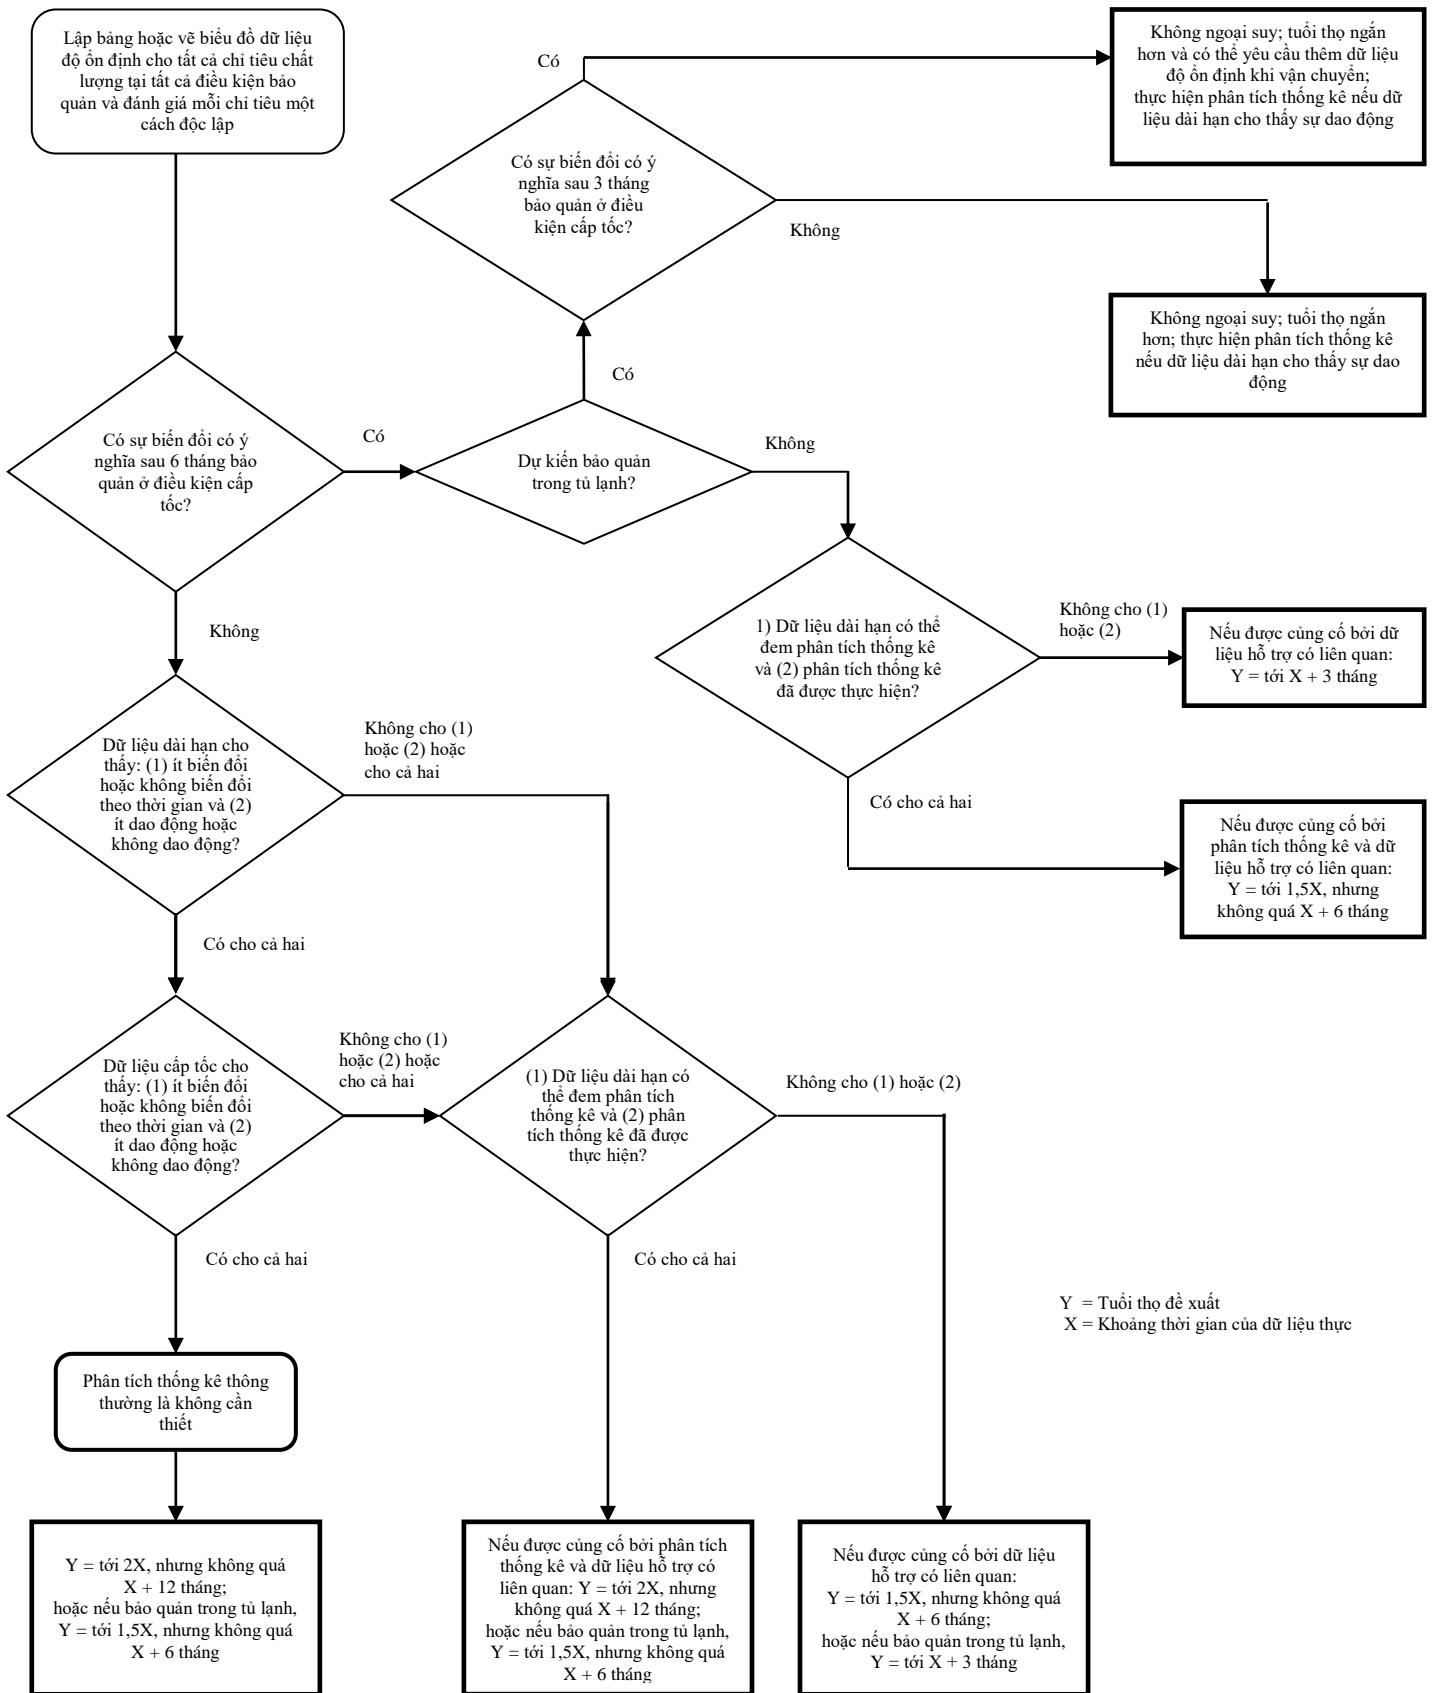 Lập bảng hoặc vẽ biểu đồ dữ liệu
độ ổn định cho tất cả chỉ tiêu chất
lượng tại tất cả điều kiện bảo
quản và đánh giá mỗi chỉ tiêu một
cách độc lập
Có
Không ngoại suy; tuổi thọ ngắn
hơn và có thể yêu cầu thêm dữ liệu
độ ổn định khi vận chuyển;
thực hiện phân tích thống kê nếu dữ
liệu dài hạn cho thấy sự dao động
Có sự biến đổi có ý
nghĩa sau 3 tháng
bảo quản ở điều
kiện cấp tốc?
Không
Không ngoại suy; tuổi thọ ngắn
hơn; thực hiện phân tích thống kê
nếu dữ liệu dài hạn cho thấy sự dao
động
Có
Có sự biến đổi có ý
nghĩa sau 6 tháng bảo
quản ở điều kiện cấp
tốc?
Có
Dự kiến bảo quản
trong tủ lạnh?
Không
Không
1) Dữ liệu dài hạn có thể
đem phân tích thống kê
và (2) phân tích thống kê
đã được thực hiện?
Không cho (1)
hoặc (2)
Nếu được củng cố bởi dữ
liệu hỗ trợ có liên quan:
Y = tới X + 3 tháng
Dữ liệu dài hạn cho
thấy: (1) ít biến đổi
hoặc không biến đổi
theo thời gian và (2)
ít dao động hoặc
không dao động?
Không cho (1)
hoặc (2) hoặc
cho cả hai
Có cho cả hai
Nếu được củng cố bởi
phân tích thống kê và dữ
liệu hỗ trợ có liên quan:
Y = tới 1,5X, nhưng
không quá X + 6 tháng
Có cho cả hai
Dữ liệu cấp tốc cho
thấy: (1) ít biến đổi
hoặc không biến đổi
theo thời gian và (2)
ít dao động hoặc
không dao động?
Không cho (1)
hoặc (2) hoặc
cho cả hai
(1) Dữ liệu dài hạn có
thể đem phân tích
thống kê và (2) phân
tích thống kê đã được
thực hiện?
Không cho (1) hoặc (2)
Có cho cả hai
Có cho cả hai
Y = Tuổi thọ đề xuất
X = Khoảng thời gian của dữ liệu thực
Phân tích thống kê thông
thường là không cần
thiết
Y = tới 2X, nhưng không quá
X + 12 tháng;
hoặc nếu bảo quản trong tủ lạnh,
Y = tới 1,5X, nhưng không quá
X + 6 tháng
Nếu được củng cố bởi phân tích
thống kê và dữ liệu hỗ trợ có
liên quan: Y = tới 2X, nhưng
không quá X + 12 tháng;
hoặc nếu bảo quản trong tủ lạnh,
Y = tới 1,5X, nhưng không quá
X + 6 tháng
Nếu được củng cố bởi dữ liệu
hỗ trợ có liên quan:
Y = tới 1,5X, nhưng không quá
X + 6 tháng;
hoặc nếu bảo quản trong tủ lạnh,
Y = tới X + 3 tháng